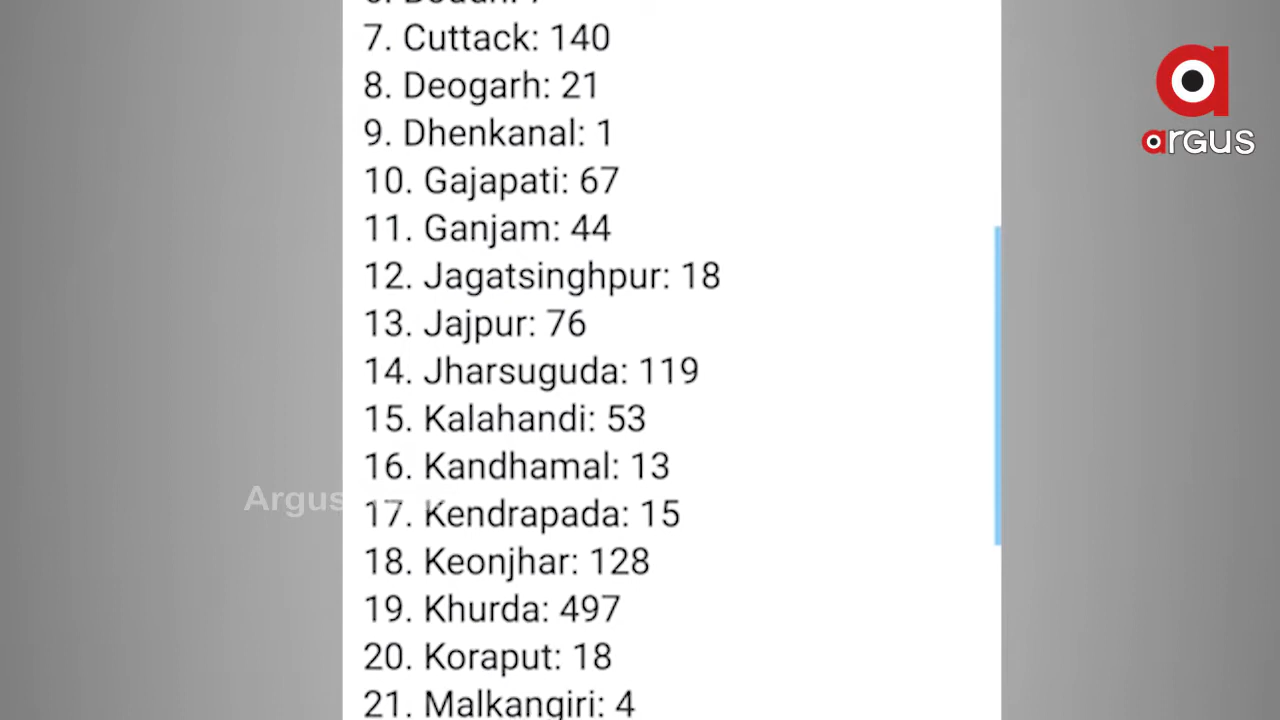 7. Cuttack: 140
8. Deogarh: 21
9. Dhenkanal: 1
10. Gajapati: 67
11. Ganjam: 44
12. Jagatsinghpur: 18
13. Jajpur: 76
14. Jharsuguda: 119
15. Kalahandi: 53
16. Kandhamal: 13
17. Kendrapada: 15
18. Keonjhar: 128
19. Khurda: 497
20. Koraput: 18
21. Malkangiri: 4
argus
Argus